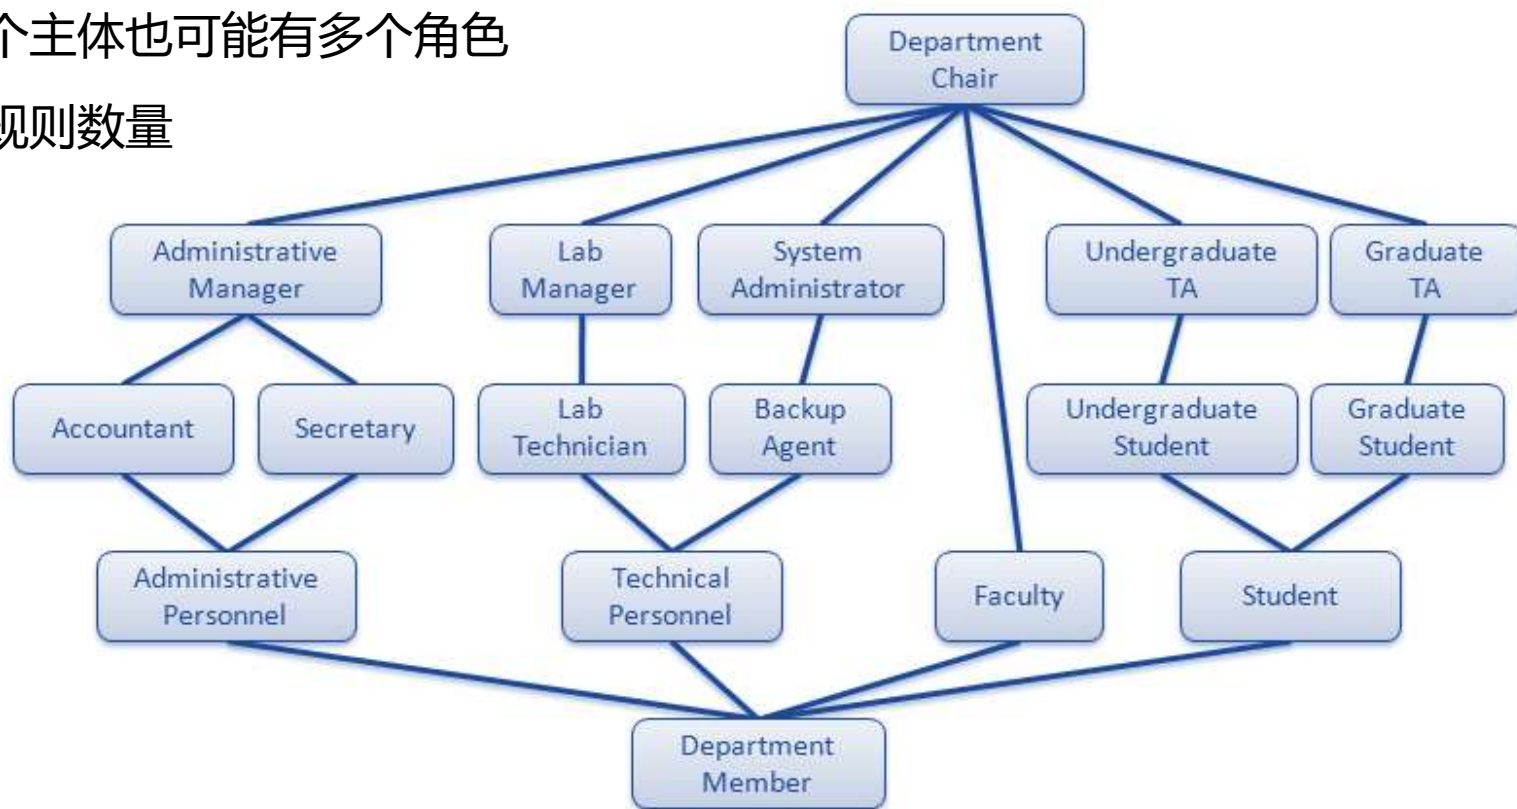 个主体也可能有多个角色
规则数量
Department
Chair
Administrative
Manager
Lab
Manager
System
Administrator
Undergraduate
TA
Graduate
TA
Accountant
Secretary
Lab
Technician
Backup
Agent
Undergraduate
Student
Graduate
Student
Administrative
Personnel
Technical
Personnel
Faculty
Student
Department
Member